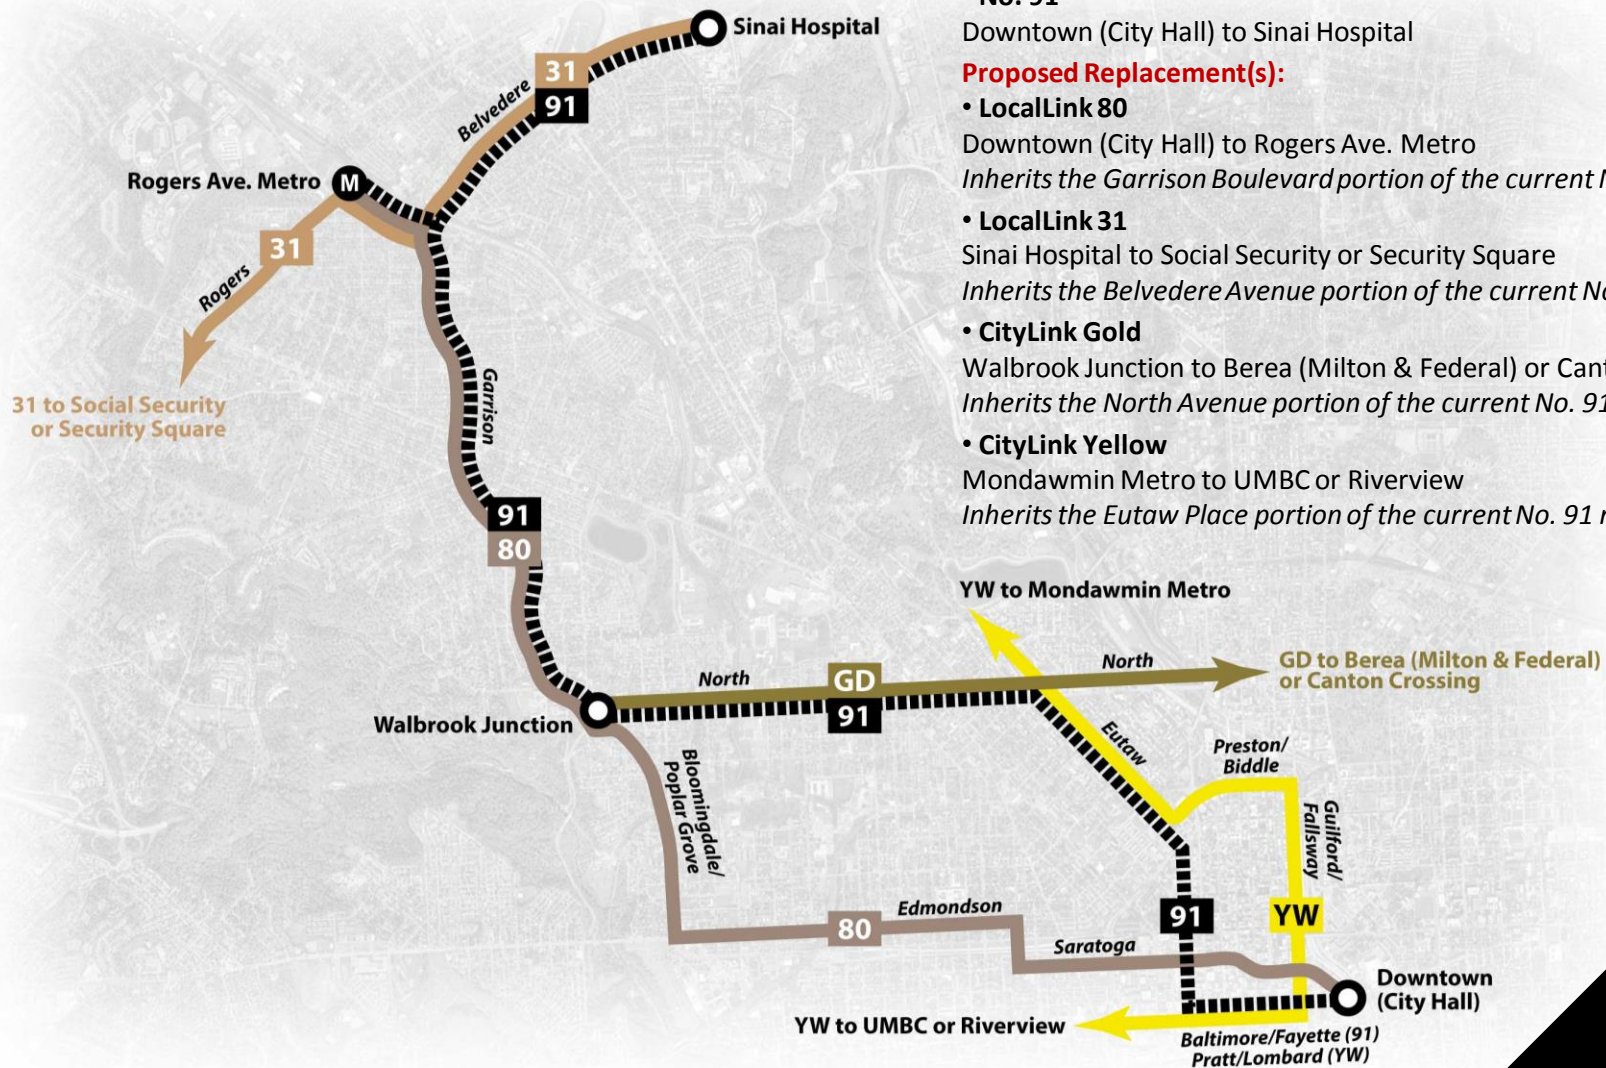 No. 91
Downtown (City Hall) to Sinai Hospital
Proposed Replacement(s):
• LocalLink 80
Downtown (City Hall) to Rogers Ave. Metro
Inherits the Garrison Boulevard portion of the current
• LocalLink 31
Sinai Hospital to Social Security or Security Square
Inherits the Belvedere Avenue portion of the current
• CityLink Gold
Walbrook Junction to Berea (Milton & Federal) or
Inherits the North Avenue portion of the current No. 91
• CityLink Yellow
Mondawmin Metro to UMBC or Riverview
Inherits the Eutaw Place portion of the current No. 91
Sinai Hospital
31
91
Belvedere
Rogers Ave. Metro
M
31
Rogers
31 to Social Security
or Security Square
Garrison
91
80
YW to Mondawmin Metro
North
GD
91
North
GD to Berea (Milton & Federal)
or Canton Crossing
Walbrook Junction
Eutaw
Preston/
Biddle
Bloomingdale/
Poplar Grove
Guilford/
Fallsway
80
Edmondson
91
YW
Saratoga
Downtown
(City Hall)
YW to UMBC or Riverview
Baltimore/Fayette (91)
Pratt/Lombard (YW)